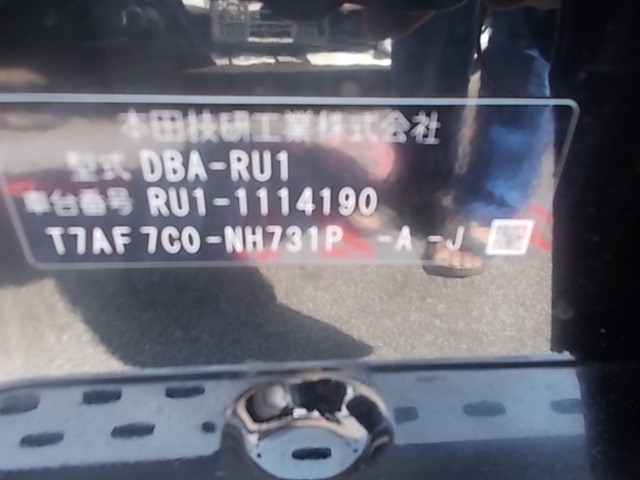 本田技研工業株式会社
型式 DBA-RU1
車台番号 RU1-1114190
T7AF7C0-NH731P -A -J